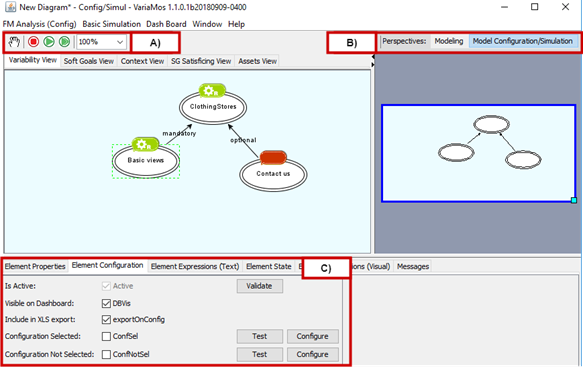 New Diagram* - Config/Simul - VariaMos 1.1.0.1b20180909-0400
FM Analysis (Config) Basic Simulation Dash Board Window Help
100% A) B) Perspectives: Modeling Model Configuration/Simulation
Variability View Soft Goals View Context View SG Satisficing View Assets View
ClothingStores
mandatory optional
Basic views
Contact us
Element Properties Element Configuration Element Expressions (Text) Element State C) (Visual) Messages
Is Active: Active Validate
Visible on Dashboard: DBVis
Include in XLS export: exportOnConfig
Configuration Selected: ConfSel Test Configure
Configuration Not Selected: ConfNotSel Test Configure